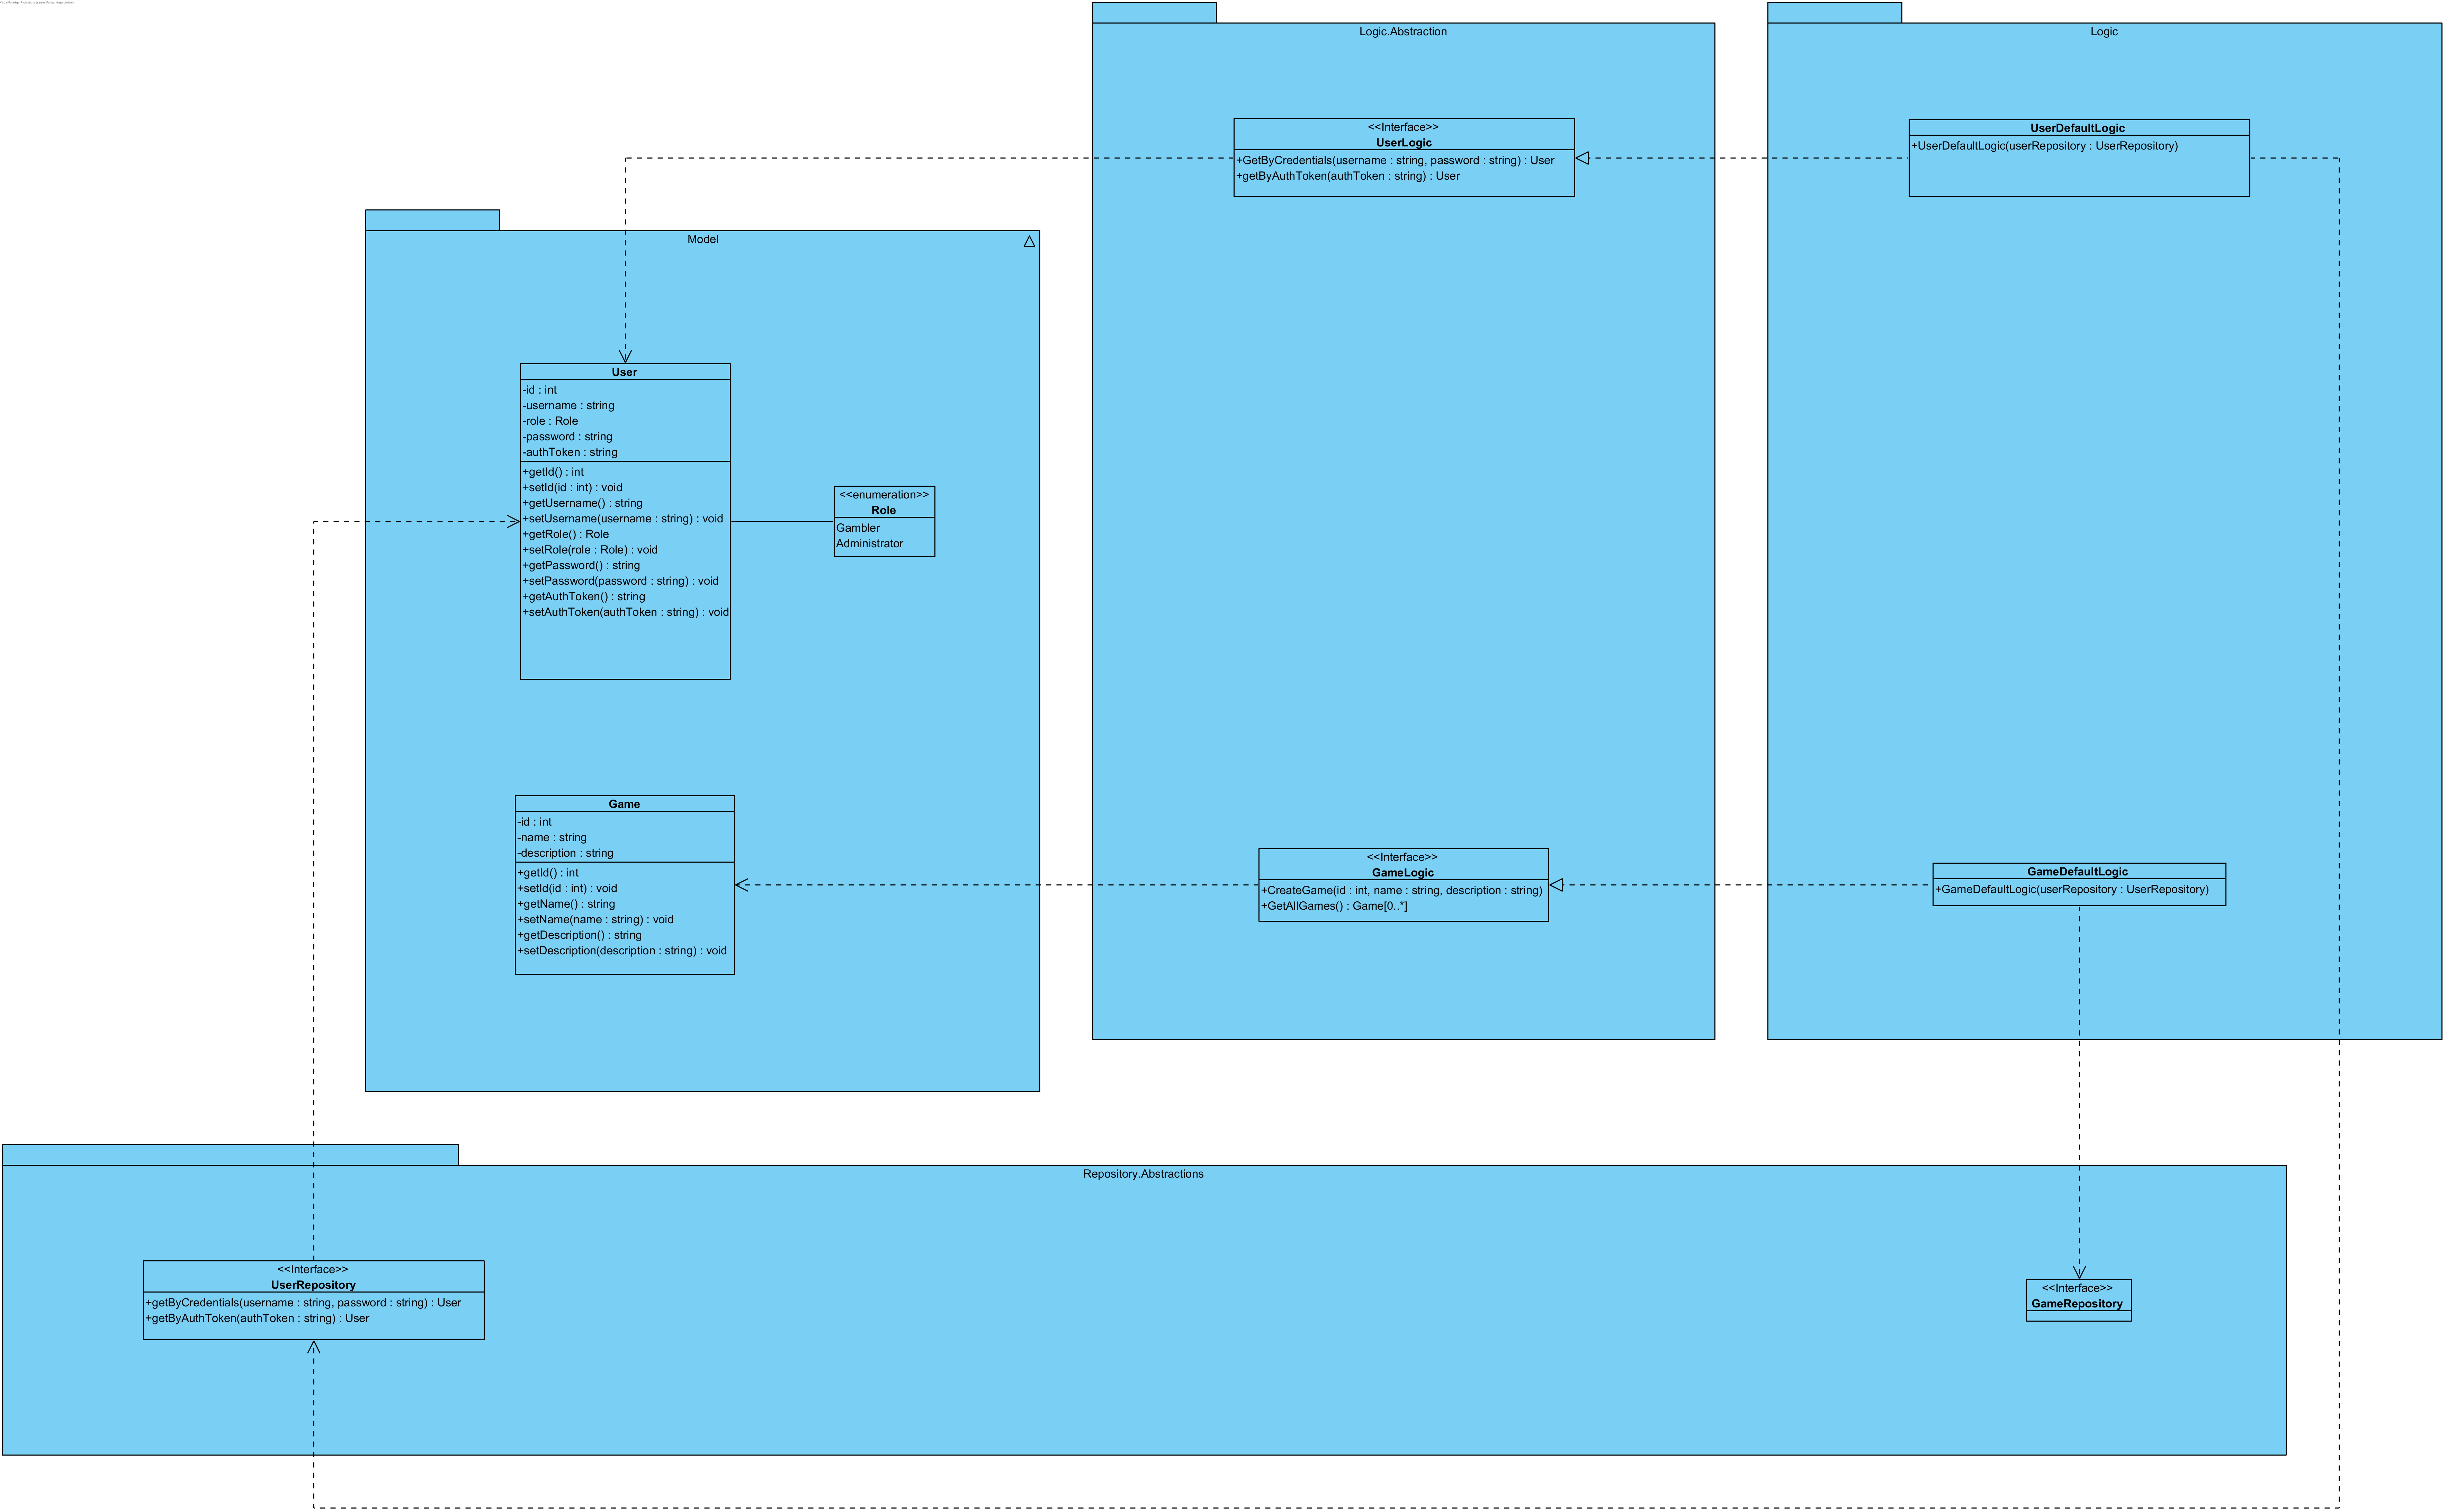 Logic.Abstraction
Logic
<<Interface>>
UserLogic
+GetByCredentials(username : string, password : string) : User
+getByAuthToken(authToken : string) : User
UserDefaultLogic
+UserDefaultLogic(userRepository : UserRepository)
Model
User
-id : int
-username : string
-role : Role
-password : string
-authToken : string
+getId() : int
+setId(id : int) : void
+getUsername() : string
+setUsername(username : string) : void
+getRole() : Role
+setRole(role : Role) : void
+getPassword() : string
+setPassword(password : string) : void
+getAuthToken() : string
+setAuthToken(authToken : string) : void
<<enumeration>>
Role
Gambler
Administrator
Game
-id : int
-name : string
-description : string
+getId() : int
+setId(id : int) : void
+getName() : string
+setName(name : string) : void
+getDescription() : string
+setDescription(description : string) : void
<<Interface>>
GameLogic
+CreateGame(id : int, name : string, description : string)
+GetAllGames() : Game[0..*]
GameDefaultLogic
+GameDefaultLogic(userRepository : UserRepository)
Repository.Abstractions
<<Interface>>
UserRepository
+getByCredentials(username : string, password : string) : User
+getByAuthToken(authToken : string) : User
<<Interface>>
GameRepository